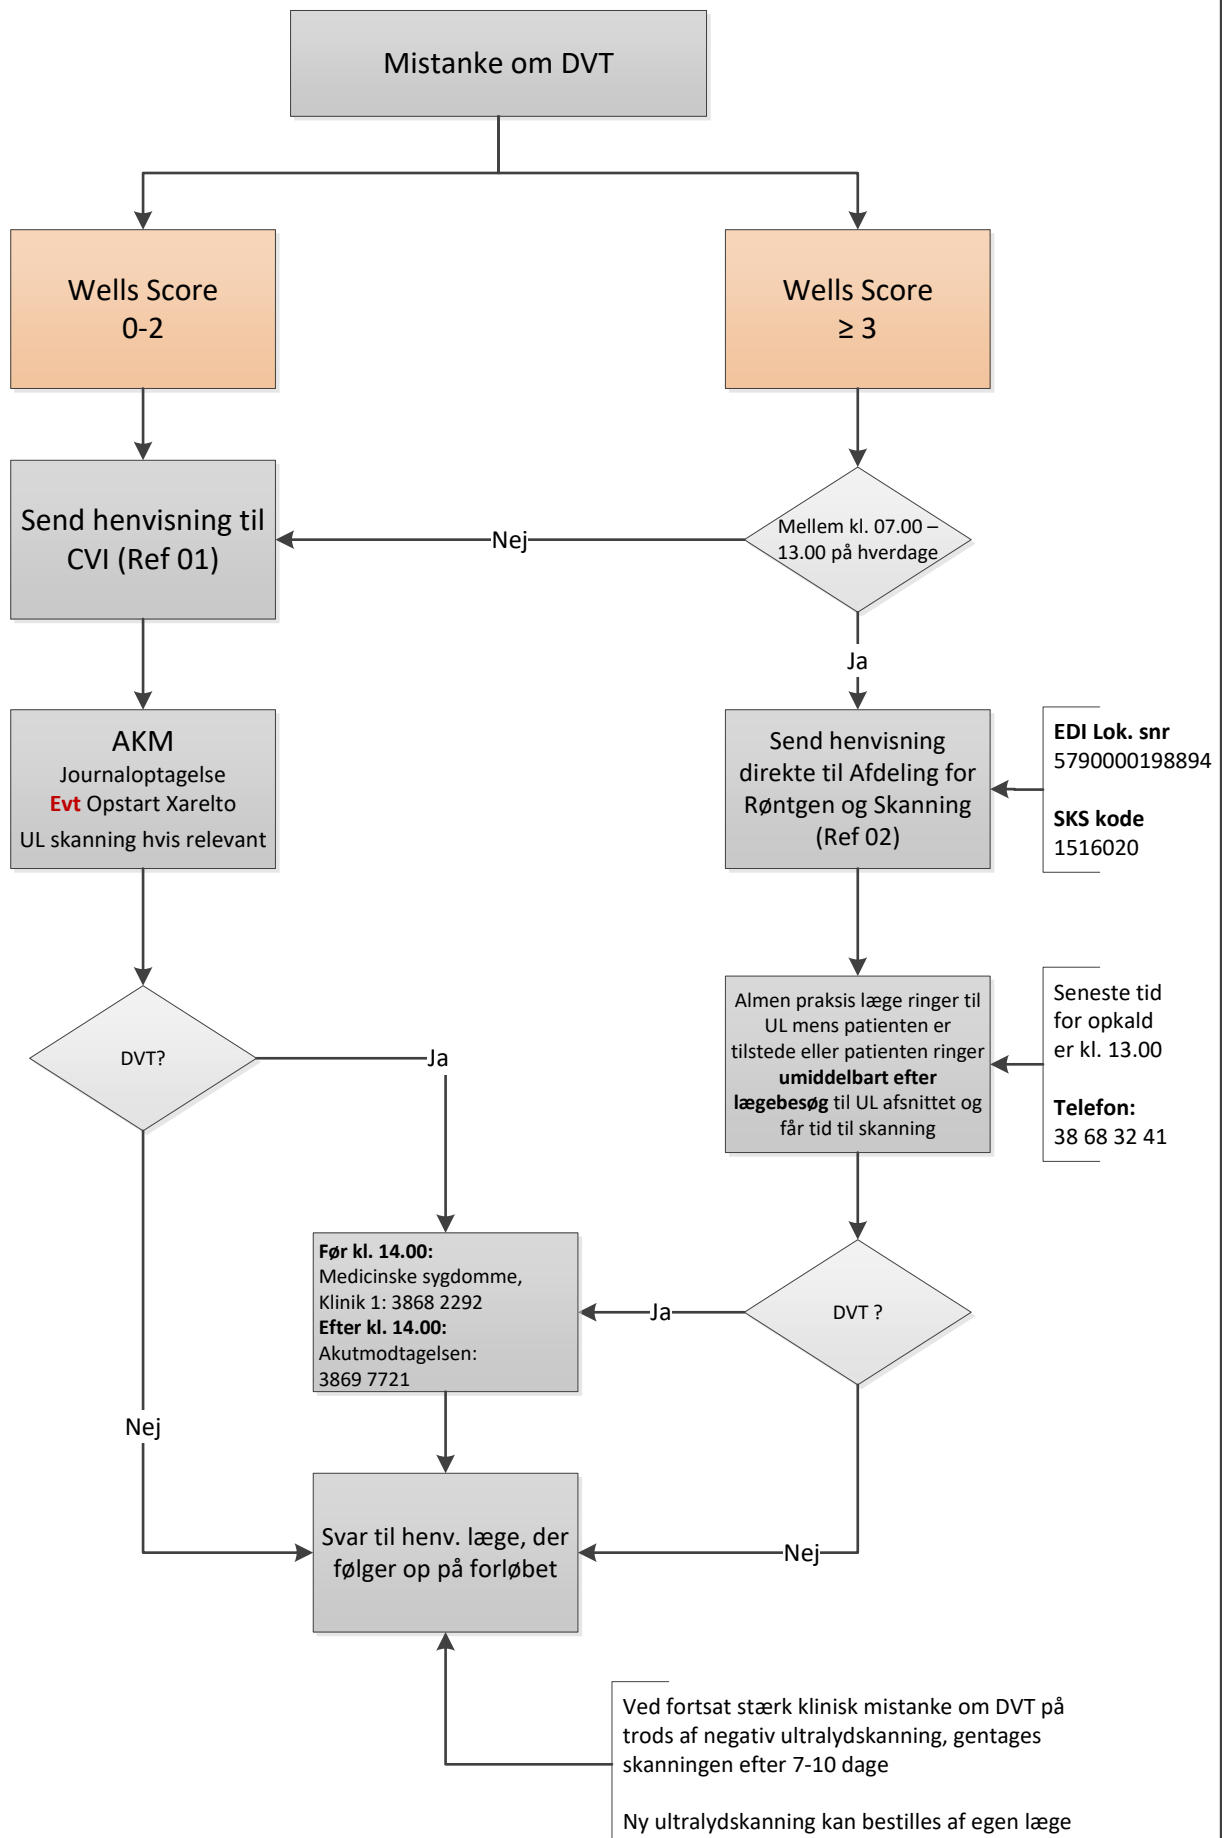 Mistanke om DVT
Wells Score
0-2
Wells Score
≥ 3
Send henvisning til
CVI (Ref 01)
Nej
Mellem kl. 07.00 –
13.00 på hverdage
Ja
AKM
Journaloptagelse
Evt Opstart Xarelto
UL skanning hvis relevant
Send henvisning
direkte til Afdeling for
Røntgen og Skanning
(Ref 02)
EDI Lok. snr
5790000198894
SKS kode
1516020
DVT?
Ja
Almen praksis læge ringer til
UL mens patienten er
tilstede eller patienten ringer
umiddelbart efter
lægebesøg til UL afsnittet og
får tid til skanning
Seneste tid
for opkald
er kl. 13.00
Telefon:
38 68 32 41
Før kl. 14.00:
Medicinske sygdomme,
Klinik 1: 3868 2292
Efter kl. 14.00:
Akutmodtagelsen:
3869 7721
Ja
DVT ?
Nej
Svar til henv. læge, der
følger op på forløbet
Nej
Ved fortsat stærk klinisk mistanke om DVT på
trods af negativ ultralydskanning, gentages
skanningen efter 7-10 dage
Ny ultralydskanning kan bestilles af egen læge